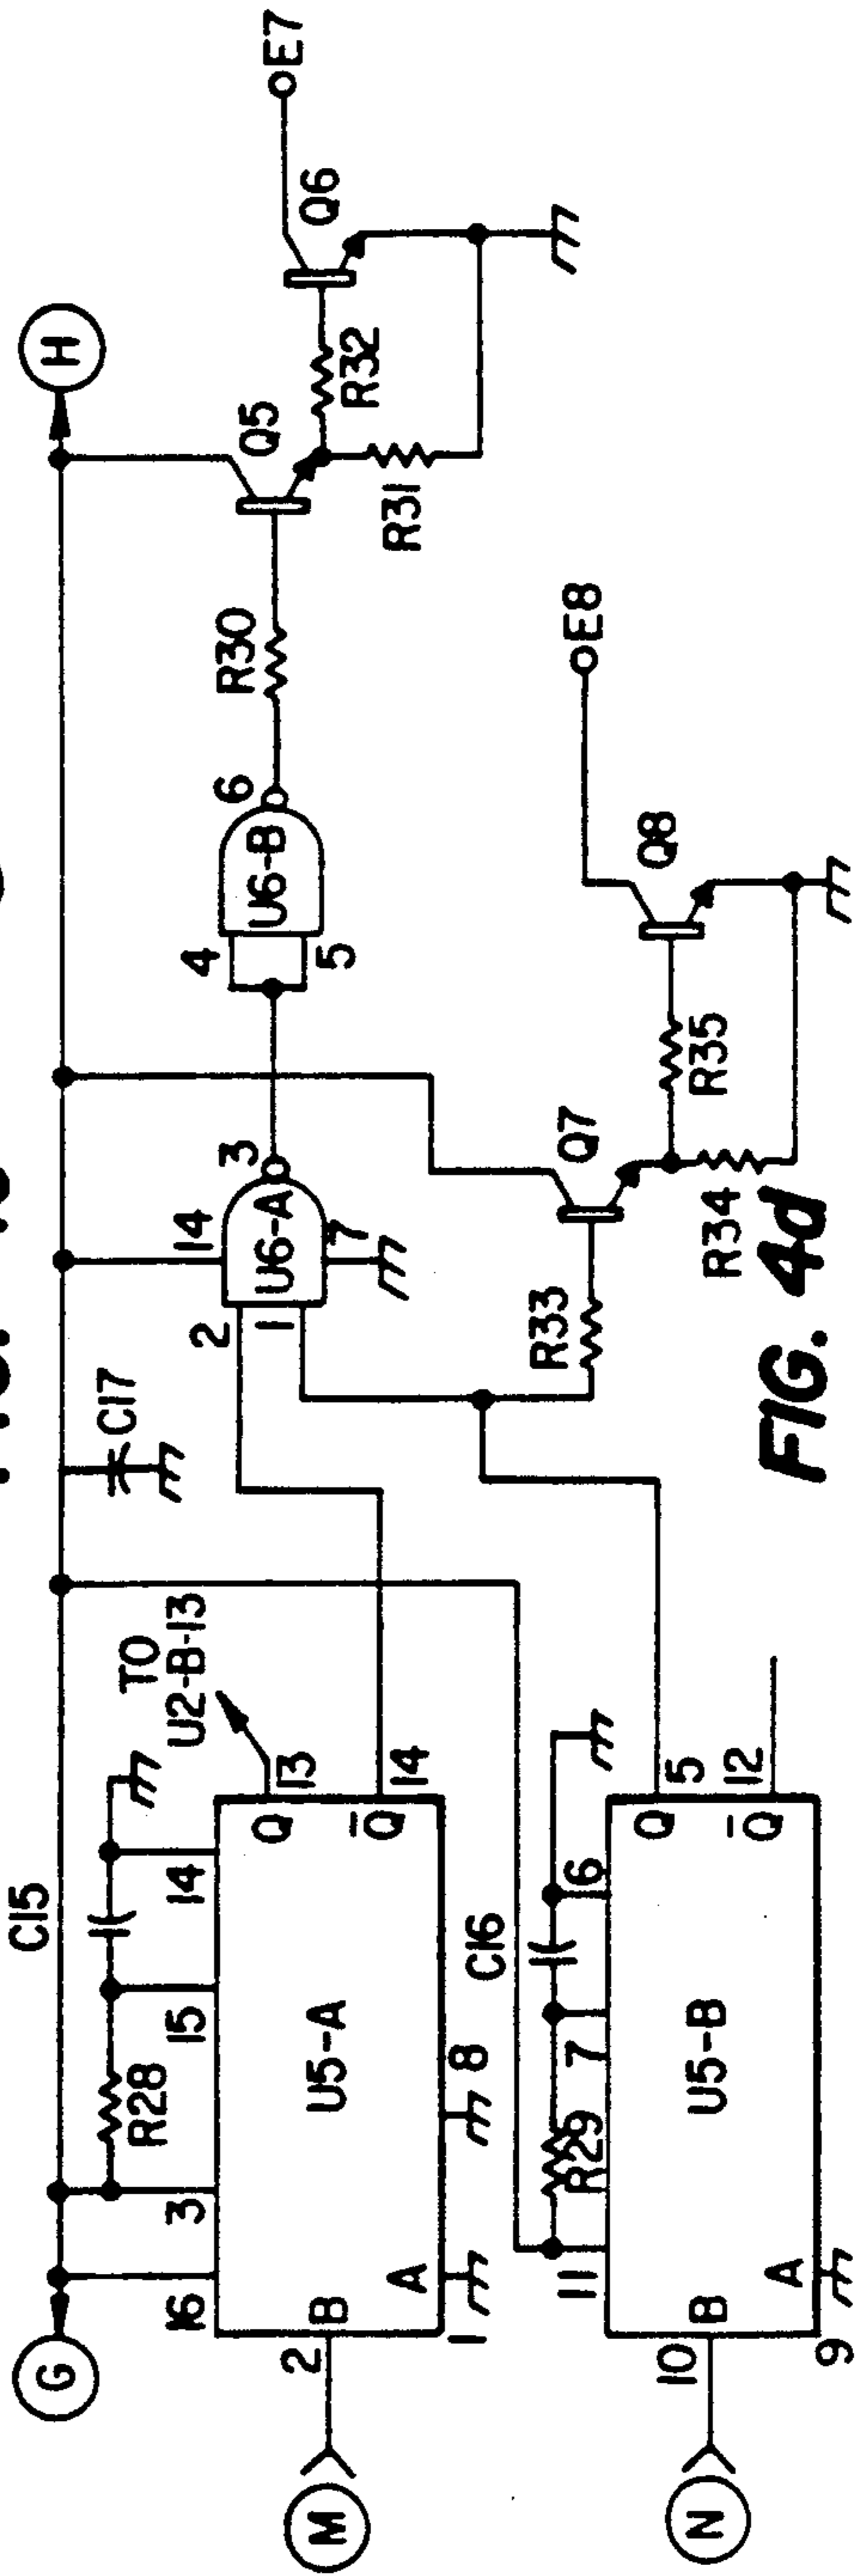 G
H
C15
R28
16
3
15
14
TO
U2-B-13
C17
M
2
B
U5-A
Q
13
Q̅
14
A
1
8
2
1
14
U6-A
7
3
4
5
U6-B
6
R30
Q5
R31
R32
Q6
E7
C16
R29
11
7
6
N
10
B
U5-B
Q
5
Q̅
12
A
9
R33
Q7
R34
R35
Q8
E8
FIG. 4d